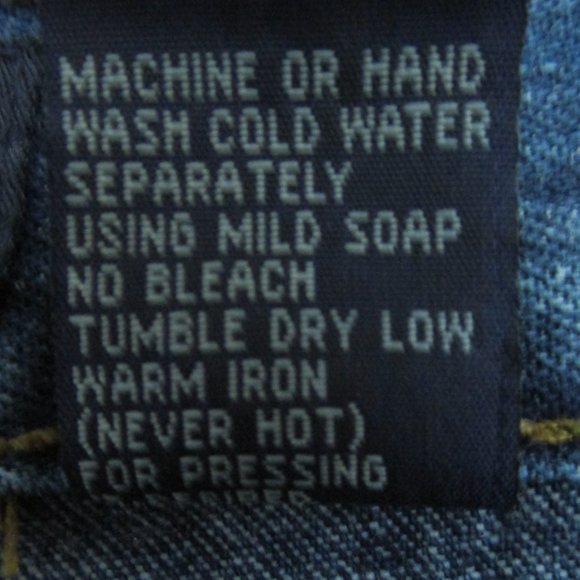 MACHINE OR HAND
WASH COLD WATER
SEPARATELY
USING MILD SOAP
NO BLEACH
TUMBLE DRY LOW
WARM IRON
(NEVER HOT)
FOR PRESSING